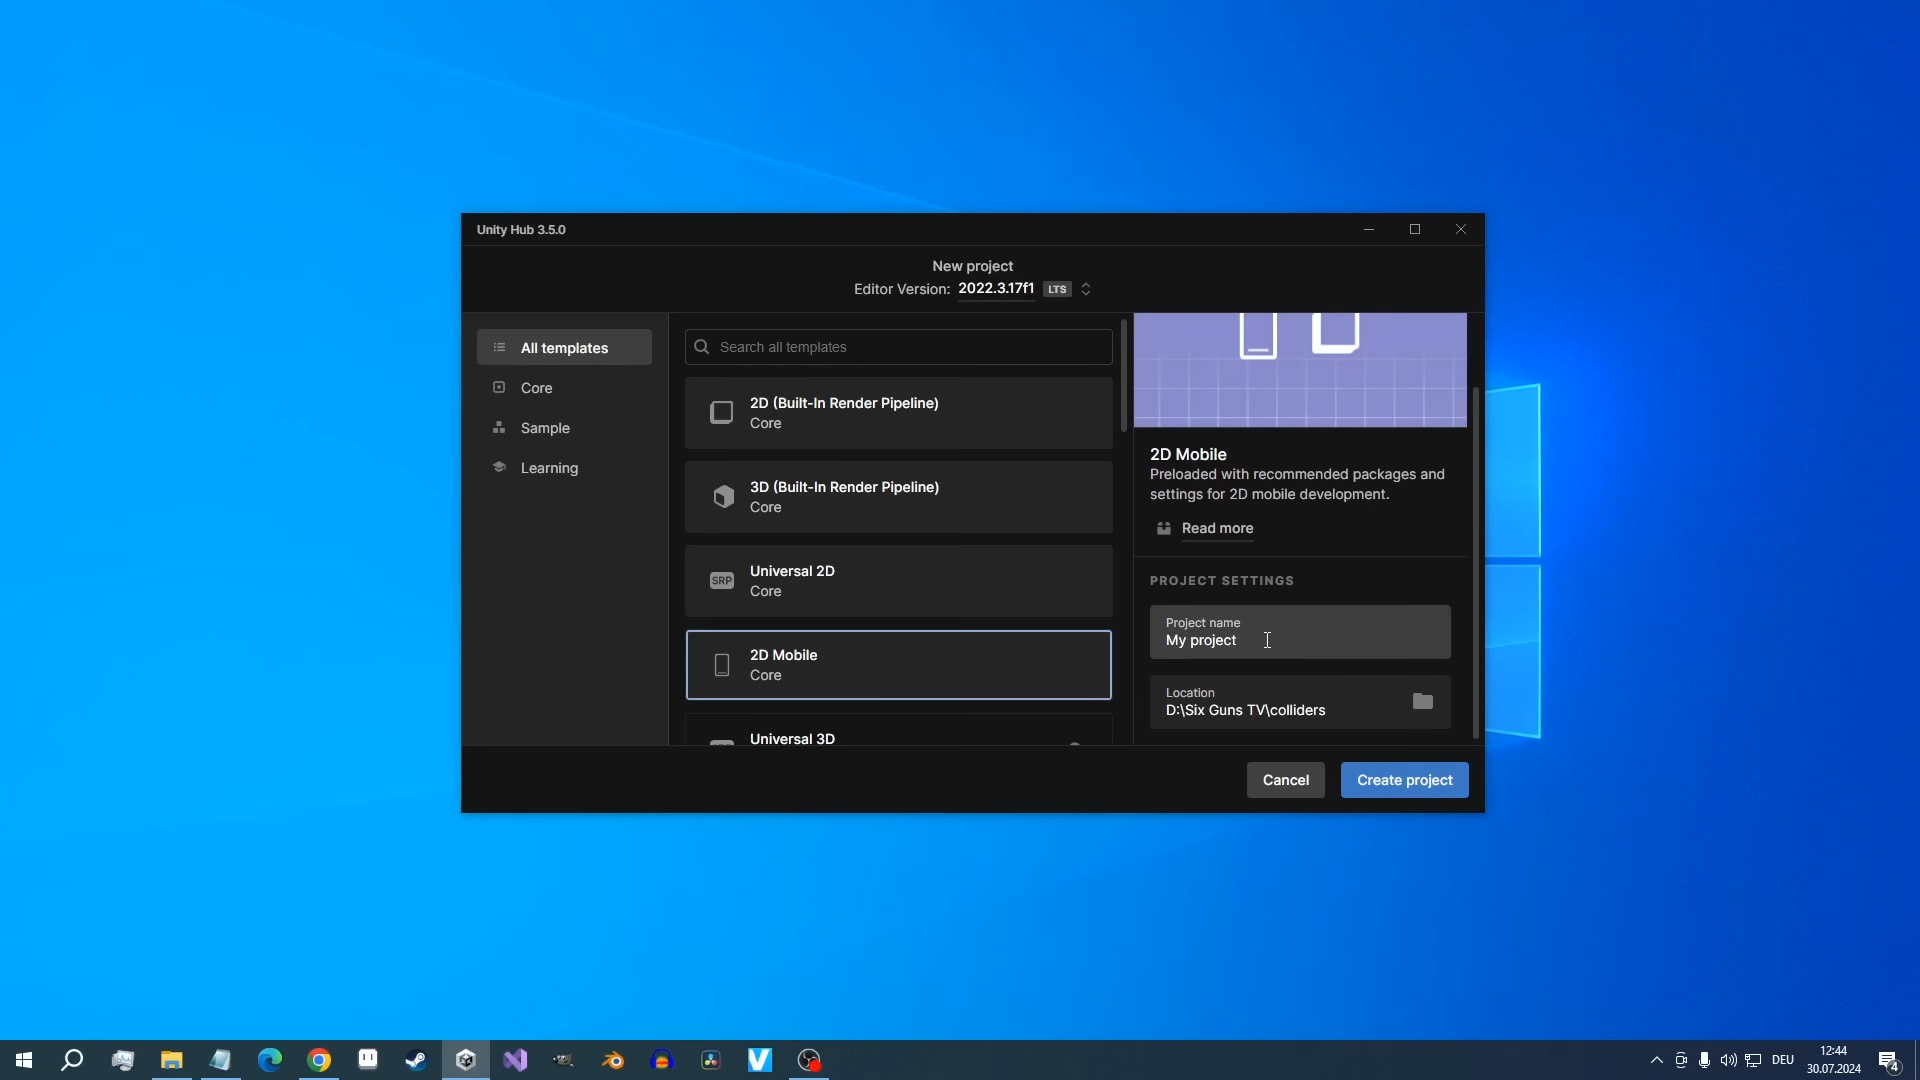 Unity Hub 3.5.0
New project
Editor Version: 2022.3.17f1 LTS
All templates
Core
Sample
Learning
Search all templates
2D (Built-In Render Pipeline)
Core
3D (Built-In Render Pipeline)
Core
SRP
Universal 2D
Core
2D Mobile
Core
Universal 3D
2D Mobile
Preloaded with recommended packages and
settings for 2D mobile development.
Read more
PROJECT SETTINGS
Project name
My project
Location
D:\Six Guns TV\colliders
Cancel
Create project
DEU
12:44
30.07.2024
4